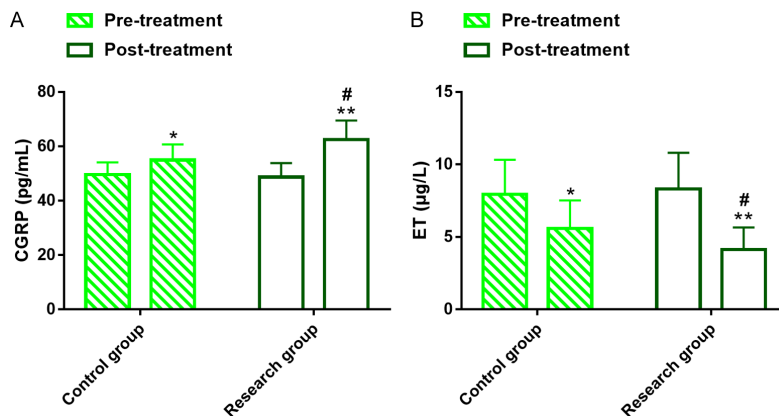 A
Pre-treatment
Post-treatment
80
60
40
20
0
CGRP (pg/mL)
*
#
**
Control group
Research group
B
Pre-treatment
Post-treatment
15
10
5
0
ET (μg/L)
*
#
**
Control group
Research group